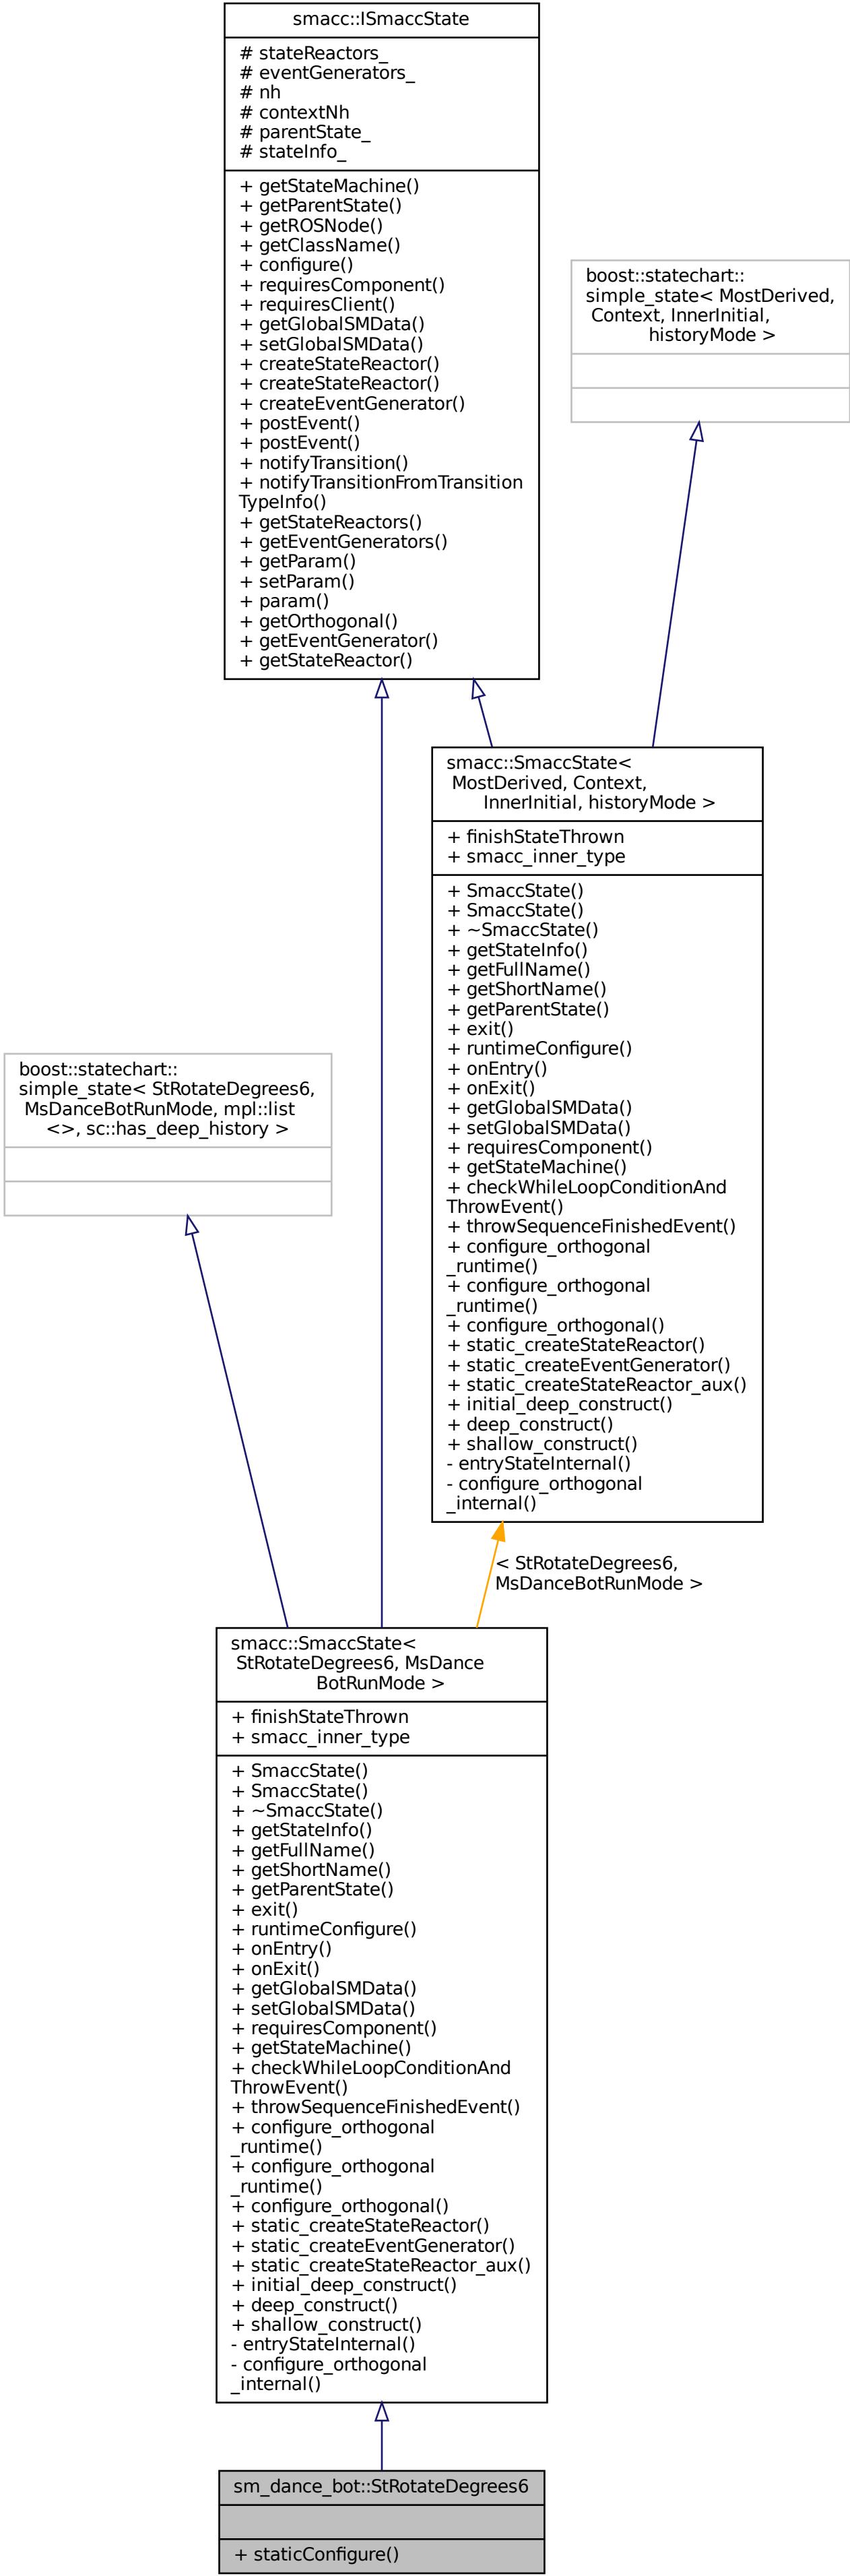 smacc::ISmaccState
# stateReactors_
# eventGenerators_
# nh
# contextNh
# parentState_
# stateInfo_
+ getStateMachine()
+ getParentState()
+ getROSNode()
+ getClassName()
+ configure()
+ requiresComponent()
+ requiresClient()
+ getGlobalSMData()
+ setGlobalSMData()
+ createStateReactor()
+ createStateReactor()
+ createEventGenerator()
+ postEvent()
+ postEvent()
+ notifyTransition()
+ notifyTransitionFromTransition
TypeInfo()
+ getStateReactors()
+ getEventGenerators()
+ getParam()
+ setParam()
+ param()
+ getOrthogonal()
+ getEventGenerator()
+ getStateReactor()
boost::statechart::
simple_state< MostDerived,
Context, InnerInitial,
historyMode >
smacc::SmaccState<
MostDerived, Context,
InnerInitial, historyMode >
+ finishStateThrown
+ smacc_inner_type
+ SmaccState()
+ SmaccState()
+ ~SmaccState()
+ getStateInfo()
+ getFullName()
+ getShortName()
+ getParentState()
+ exit()
+ runtimeConfigure()
+ onEntry()
+ onExit()
+ getGlobalSMData()
+ setGlobalSMData()
+ requiresComponent()
+ getStateMachine()
+ checkWhileLoopConditionAnd
ThrowEvent()
+ throwSequenceFinishedEvent()
+ configure_orthogonal
_runtime()
+ configure_orthogonal
_runtime()
+ configure_orthogonal()
+ static_createStateReactor()
+ static_createEventGenerator()
+ static_createStateReactor_aux()
+ initial_deep_construct()
+ deep_construct()
+ shallow_construct()
- entryStateInternal()
- configure_orthogonal
_internal()
boost::statechart::
simple_state< StRotateDegrees6,
MsDanceBotRunMode, mpl::list
<>, sc::has_deep_history >
< StRotateDegrees6,
MsDanceBotRunMode >
smacc::SmaccState<
StRotateDegrees6, MsDance
BotRunMode >
+ finishStateThrown
+ smacc_inner_type
+ SmaccState()
+ SmaccState()
+ ~SmaccState()
+ getStateInfo()
+ getFullName()
+ getShortName()
+ getParentState()
+ exit()
+ runtimeConfigure()
+ onEntry()
+ onExit()
+ getGlobalSMData()
+ setGlobalSMData()
+ requiresComponent()
+ getStateMachine()
+ checkWhileLoopConditionAnd
ThrowEvent()
+ throwSequenceFinishedEvent()
+ configure_orthogonal
_runtime()
+ configure_orthogonal
_runtime()
+ configure_orthogonal()
+ static_createStateReactor()
+ static_createEventGenerator()
+ static_createStateReactor_aux()
+ initial_deep_construct()
+ deep_construct()
+ shallow_construct()
- entryStateInternal()
- configure_orthogonal
_internal()
sm_dance_bot::StRotateDegrees6
+ staticConfigure()